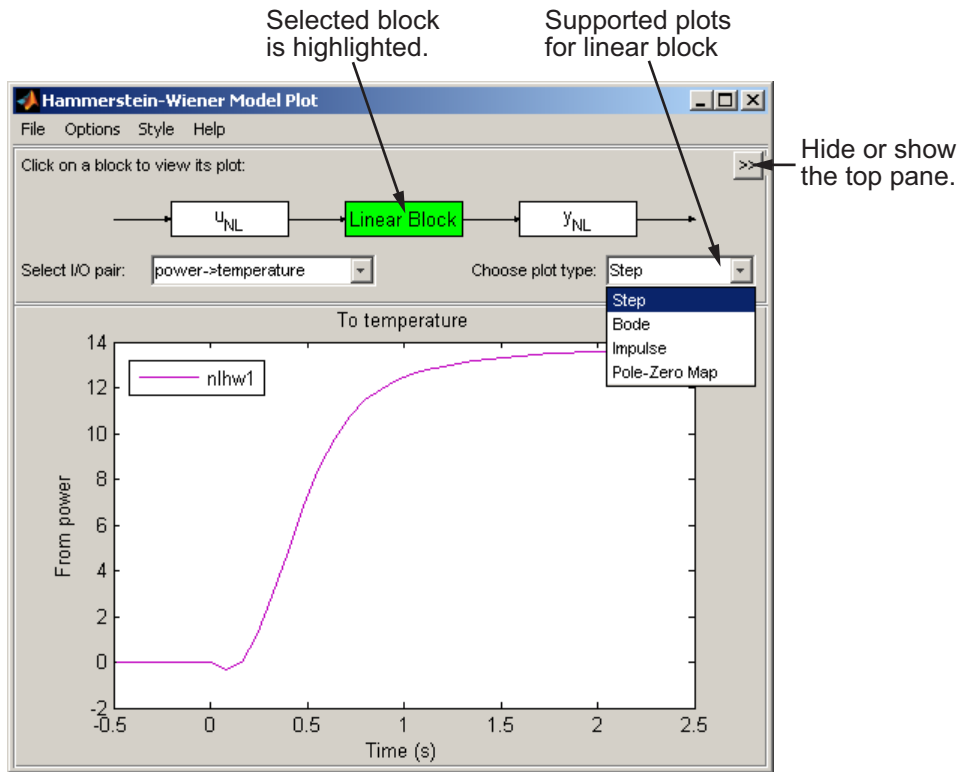 Selected block
is highlighted.
Supported plots
for linear block
Hammerstein-Wiener Model Plot
File Options Style Help
Click on a block to view its plot:
>>
Hide or show
the top pane.
uNL
Linear Block
yNL
Select I/O pair:
power->temperature
Choose plot type:
Step
Step
Bode
Impulse
Pole-Zero Map
To temperature
nlhw1
From power
14
12
10
8
6
4
2
0
-2
-0.5
0
0.5
1
1.5
2
2.5
Time (s)